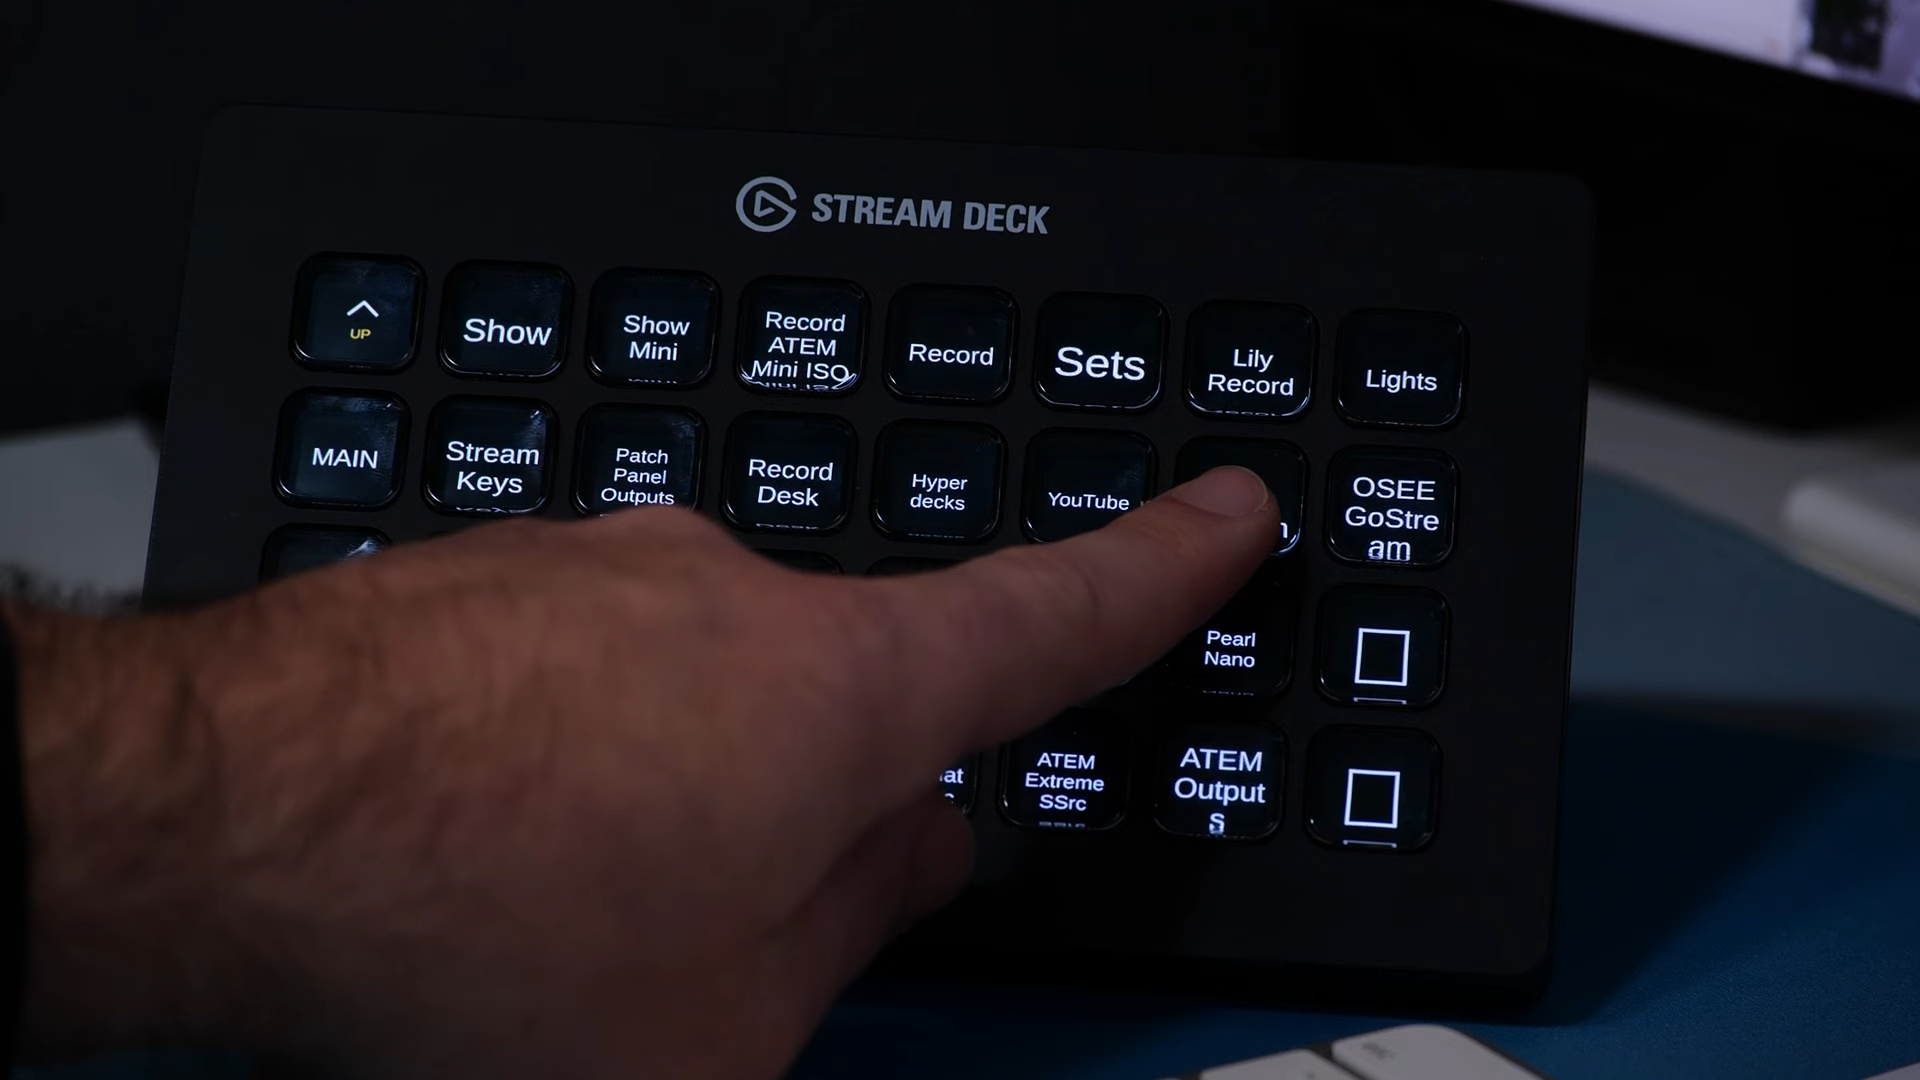 STREAM DECK
UP
Show
Show
Mini
Record
ATEM
Mini ISO
Record
Sets
Lily
Record
Lights
MAIN
Stream
Keys
Patch
Panel
Outputs
Record
Desk
Hyper
decks
YouTube
OSEE
GoStre
am
Pearl
Nano
ATEM
Extreme
SSrc
ATEM
Output
s